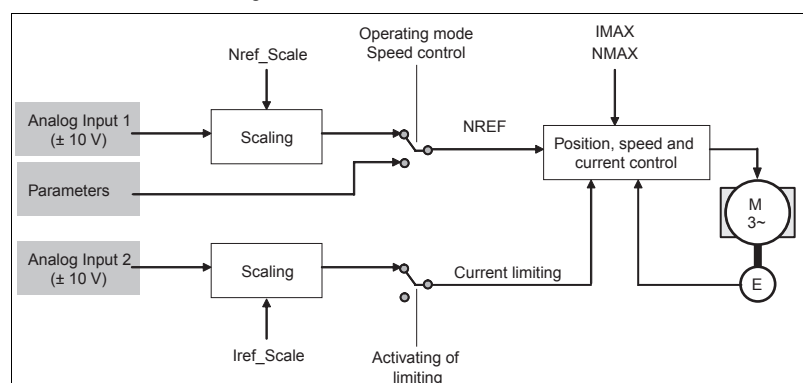 Operating mode
Speed control
IMAX
NMAX
Nref_Scale
Analog Input 1
(± 10 V)
Scaling
NREF
Position, speed and
current control
Parameters
M
3~
Analog Input 2
(± 10 V)
Scaling
Current limiting
E
Iref_Scale
Activating of
limiting